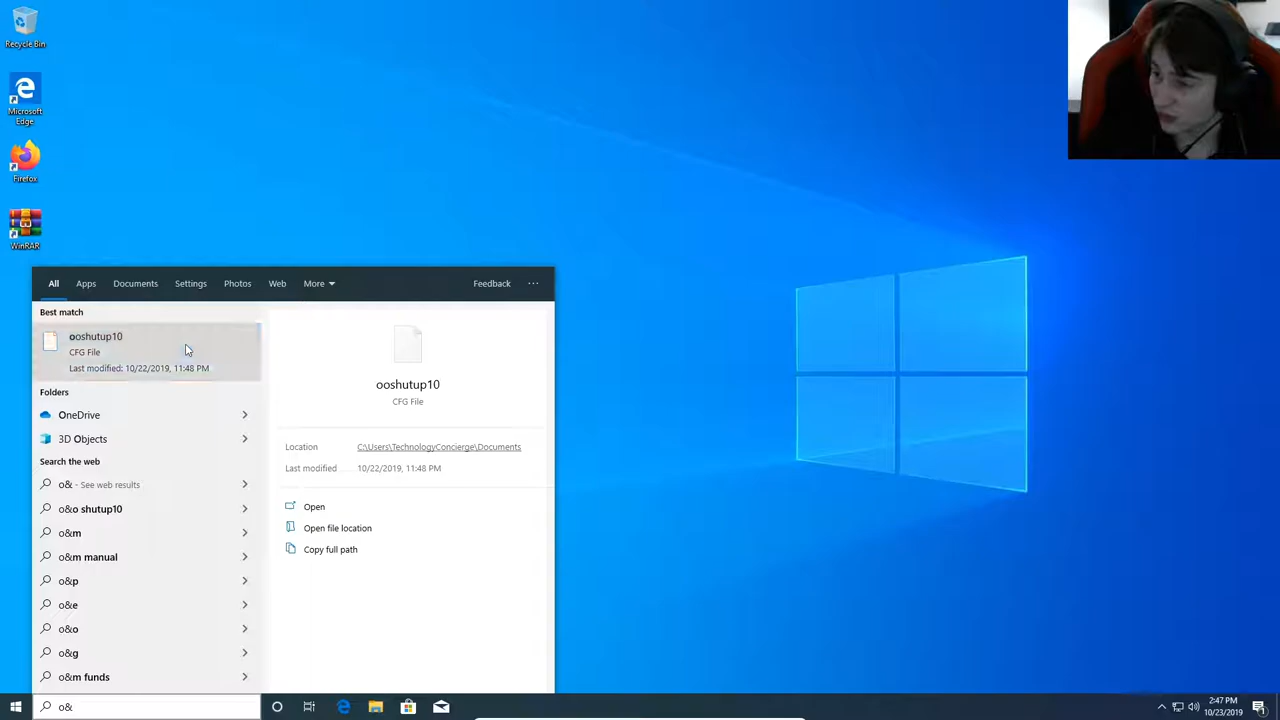 Recycle Bin
Microsoft
Edge
Firefox
WinRAR
All Apps Documents Settings Photos Web More Feedback ...
Best match
ooshutup10
CFG File
Last modified: 10/22/2019, 11:48 PM
Folders
OneDrive
3D Objects
Search the web
o& - See web results
o&o shutup10
o&m
o&m manual
o&p
o&e
o&o
o&g
o&m funds
ooshutup10
CFG File
Location C:\Users\TechnologyConcierge\Documents
Last modified 10/22/2019, 11:48 PM
Open
Open file location
Copy full path
o&
2:47 PM
10/23/2019
1